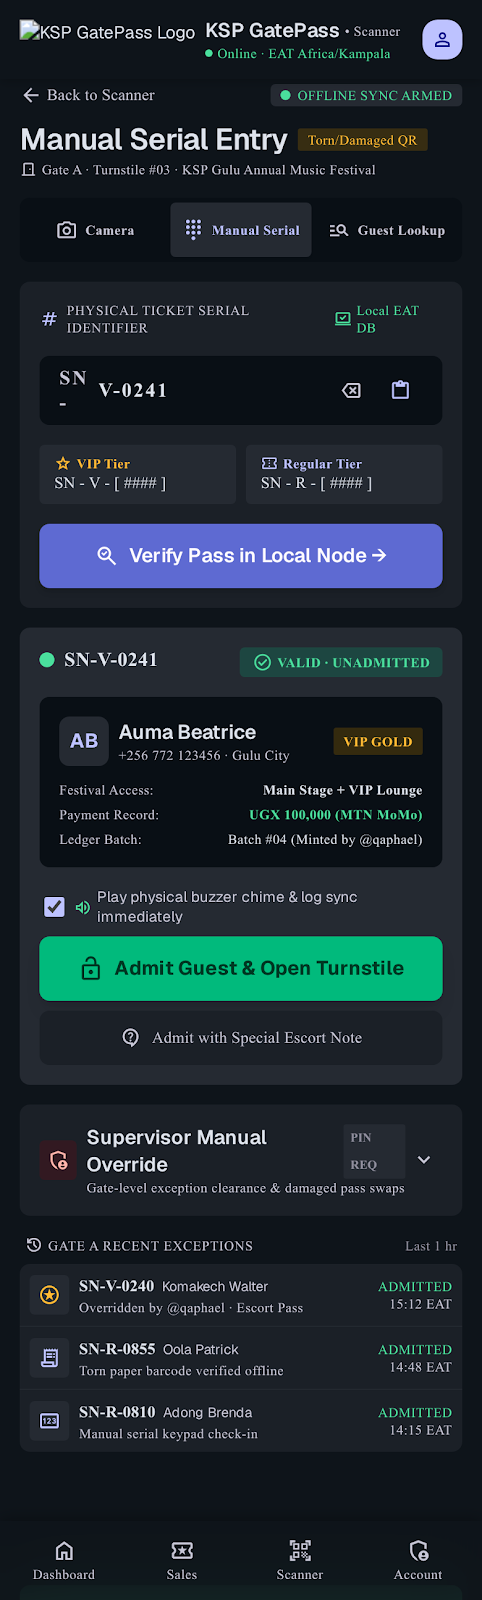 KSP GatePass Logo
KSP GatePass • Scanner
Online · EAT Africa/Kampala
Back to Scanner
OFFLINE SYNC ARMED
Manual Serial Entry
Torn/Damaged QR
Gate A · Turnstile #03 · KSP Gulu Annual Music Festival
Camera
Manual Serial
Guest Lookup
# PHYSICAL TICKET SERIAL
IDENTIFIER
Local EAT
DB
SN
-
V-0241
VIP Tier
SN - V - [ #### ]
Regular Tier
SN - R - [ #### ]
Verify Pass in Local Node →
SN-V-0241
VALID · UNADMITTED
AB
Auma Beatrice
+256 772 123456 · Gulu City
VIP GOLD
Festival Access: Main Stage + VIP Lounge
Payment Record: UGX 100,000 (MTN MoMo)
Ledger Batch: Batch #04 (Minted by @qaphael)
Play physical buzzer chime & log sync
immediately
Admit Guest & Open Turnstile
Admit with Special Escort Note
Supervisor Manual
Override
PIN
REQ
Gate-level exception clearance & damaged pass swaps
GATE A RECENT EXCEPTIONS
Last 1 hr
SN-V-0240 Komakech Walter
Overridden by @qaphael · Escort Pass
ADMITTED
15:12 EAT
SN-R-0855 Oola Patrick
Torn paper barcode verified offline
ADMITTED
14:48 EAT
123
SN-R-0810 Adong Brenda
Manual serial keypad check-in
ADMITTED
14:15 EAT
Dashboard
Sales
Scanner
Account